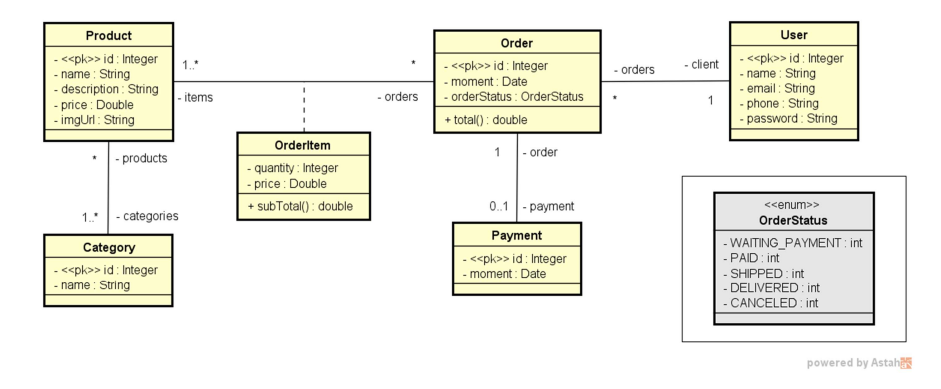 Product
- <<pk>> id : Integer
- name : String
- description : String
- price : Double
- imgUrl : String
1..*
*
- items
- orders
Order
- <<pk>> id : Integer
- moment : Date
- orderStatus : OrderStatus
+ total() : double
- orders
- client
*
1
User
- <<pk>> id : Integer
- name : String
- email : String
- phone : String
- password : String
OrderItem
- quantity : Integer
- price : Double
+ subTotal() : double
* - products
1..* - categories
Category
- <<pk>> id : Integer
- name : String
1 - order
0..1 - payment
Payment
- <<pk>> id : Integer
- moment : Date
<<enum>>
OrderStatus
- WAITING_PAYMENT : int
- PAID : int
- SHIPPED : int
- DELIVERED : int
- CANCELED : int
powered by Astah